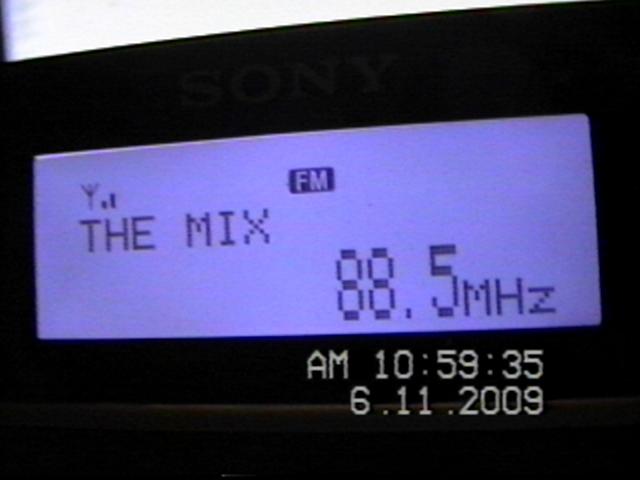 SONY
FM
THE MIX
88.5MHz
AM 10:59:35
6.11.2009